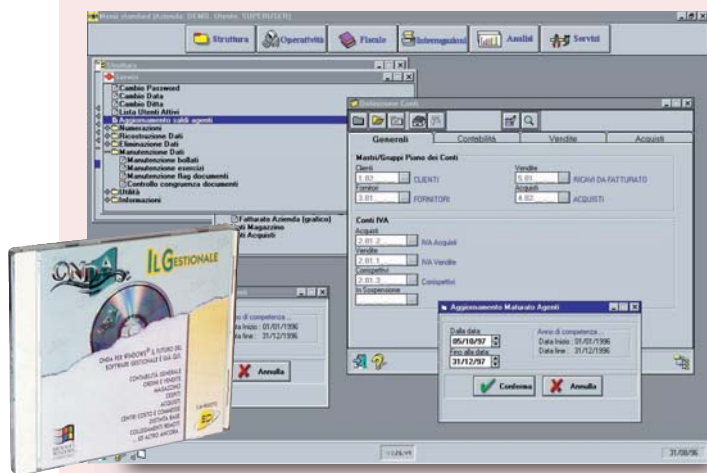 Menù standard (Azienda: DEMO, Utente: SUPERUSER)
Struttura
Operatività
Fiscale
Interrogazioni
Analisi
Servizi
Struttura
Servizi
Cambio Password
Cambio Data
Cambio Ditta
Lista Utenti Attivi
Aggiornamento saldi agenti
Numerazioni
Ricostruzione Dati
Eliminazione Dati
Manutenzione Dati
Manutenzione bollati
Manutenzione esercizi
Manutenzione flag documenti
Controllo congruenza documenti
Utilità
Informazioni
Fatturato Azienda (grafico)
Magazzino
Acquisti
Definizione Conti
Generali
Contabilità
Vendite
Acquisti
Mastri/Gruppi Piano dei Conti
Clienti
1.02. CLIENTI
Vendite
5.01. RICAVI DA FATTURATO
Fornitori
3.01. FORNITORI
Acquisti
4.02. ACQUISTI
Conti IVA
Acquisti
2.01.2 IVA Acquisti
Vendite
2.01.1 IVA Vendite
Corrispettivi
2.01.3 Corrispettivi
In Sospensione
Aggiornamento Maturato Agenti
Dalla data:
05/10/97
Fino alla data:
31/12/97
Anno di competenza ...
Data Inizio : 01/01/1996
Data fine : 31/12/1996
Conferma
Annulla
di competenza ...
Inizio : 01/01/1996
fine : 31/12/1996
Annulla
31/08/96
ONDA
IL GESTIONALE
ONDA PER WINDOWS® IL FUTURO DEL
SOFTWARE GESTIONALE È GIÀ QUI.
CONTABILITÀ GENERALE
ORDINI E VENDITE
MAGAZZINO
CESPITI
ACQUISTI
CENTRI COSTO E COMMESSE
DISTINTA BASE
COLLEGAMENTI REMOTI
... ED ALTRO ANCORA...